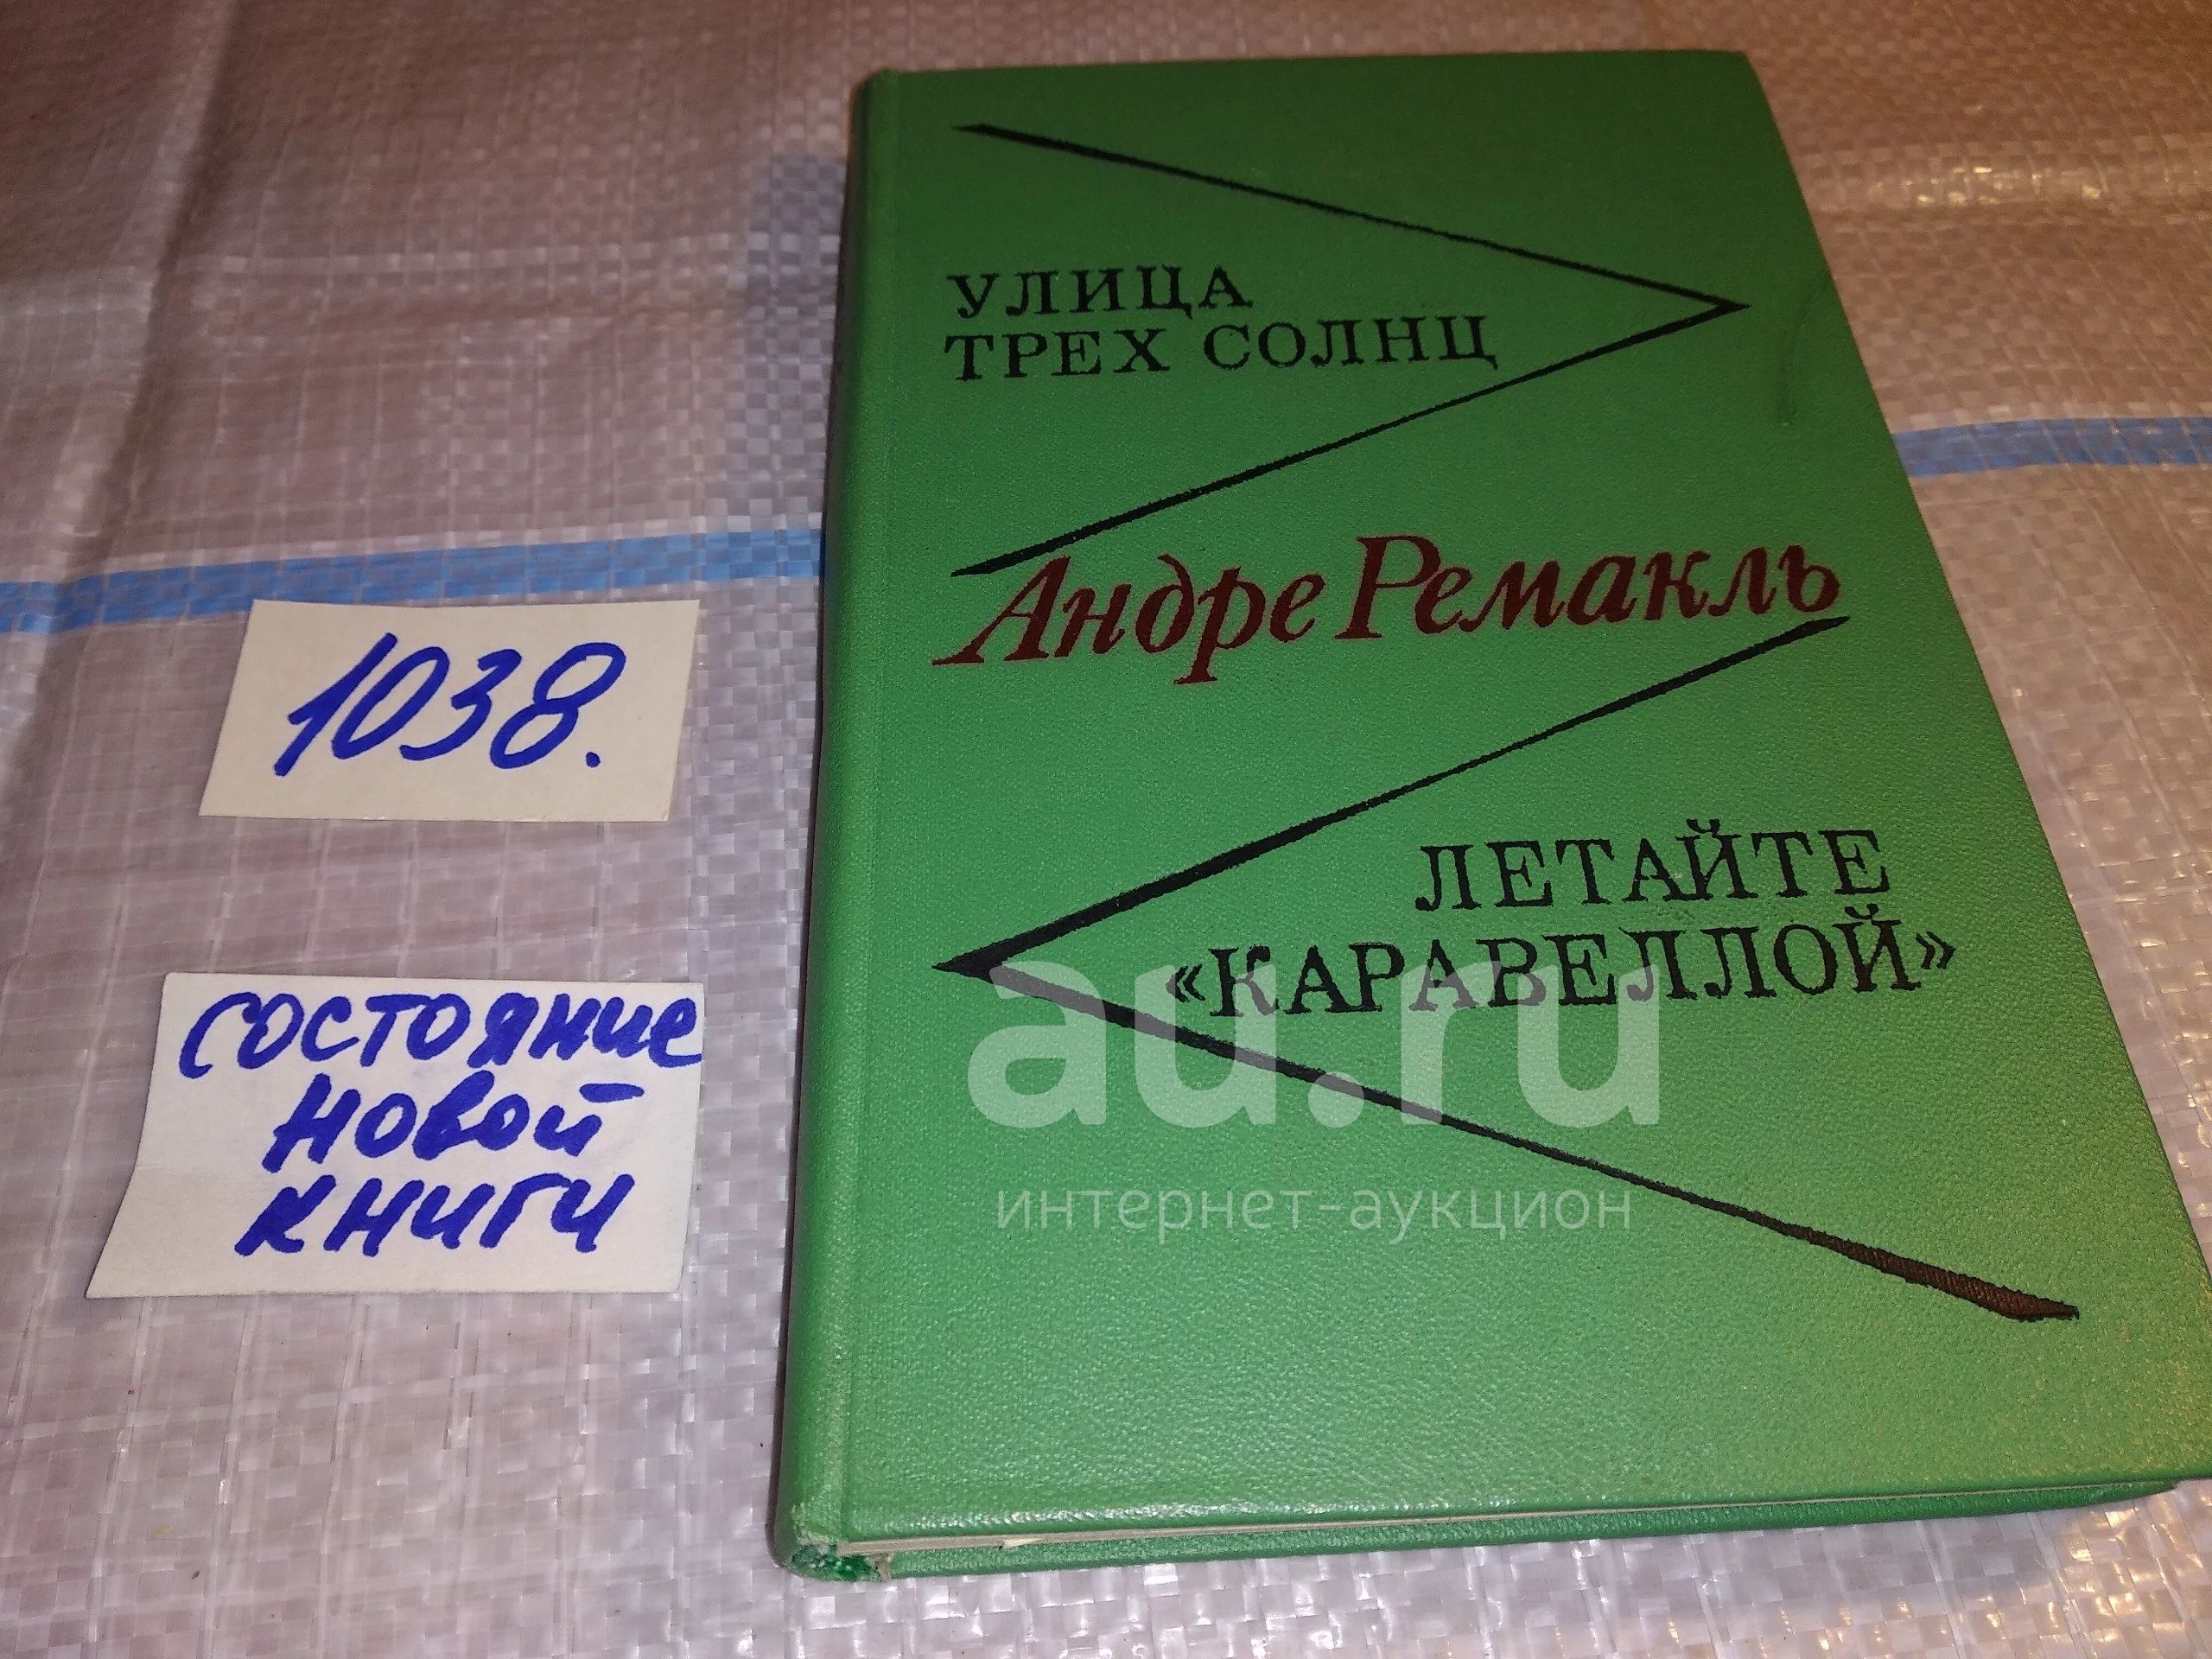 УЛИЦА
ТРЕХ СОЛНЦ
Андре Ремакль
ЛЕТАЙТЕ
«КАРАВЕЛЛОЙ»
1038.
состояние
новой
книги
au.ru
интернет-аукцион